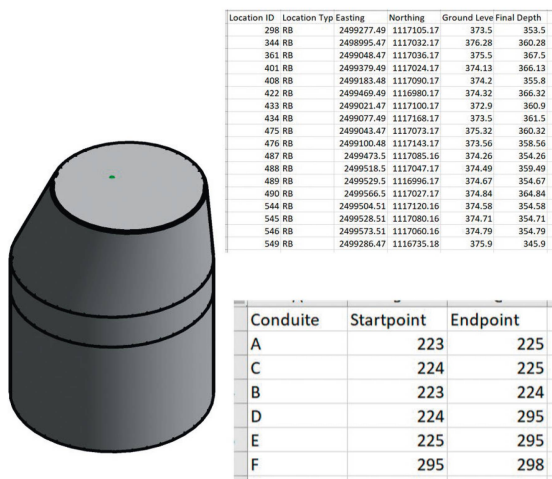 Location ID Location Typ Easting Northing Ground Leve Final Depth
298 RB 2499277.49 1117105.17 373.5 353.5
344 RB 2498995.47 1117032.17 376.28 360.28
361 RB 2499048.47 1117036.17 375.5 367.5
401 RB 2499379.49 1117024.17 374.13 366.13
408 RB 2499183.48 1117090.17 374.2 355.8
422 RB 2499469.49 1116980.17 374.32 366.32
433 RB 2499021.47 1117100.17 372.9 360.9
434 RB 2499077.49 1117168.17 373.5 361.5
475 RB 2499043.47 1117073.17 375.32 360.32
476 RB 2499100.48 1117143.17 373.56 358.56
487 RB 2499473.5 1117085.16 374.26 354.26
488 RB 2499518.5 1117047.17 374.49 359.49
489 RB 2499529.5 1116996.17 374.67 354.67
490 RB 2499566.5 1117027.17 374.84 364.84
544 RB 2499504.51 1117120.16 374.58 354.58
545 RB 2499528.51 1117080.16 374.71 354.71
546 RB 2499573.51 1117060.16 374.79 354.79
549 RB 2499286.47 1116735.18 375.9 345.9
Conduite Startpoint Endpoint
A 223 225
C 224 225
B 223 224
D 224 295
E 225 295
F 295 298